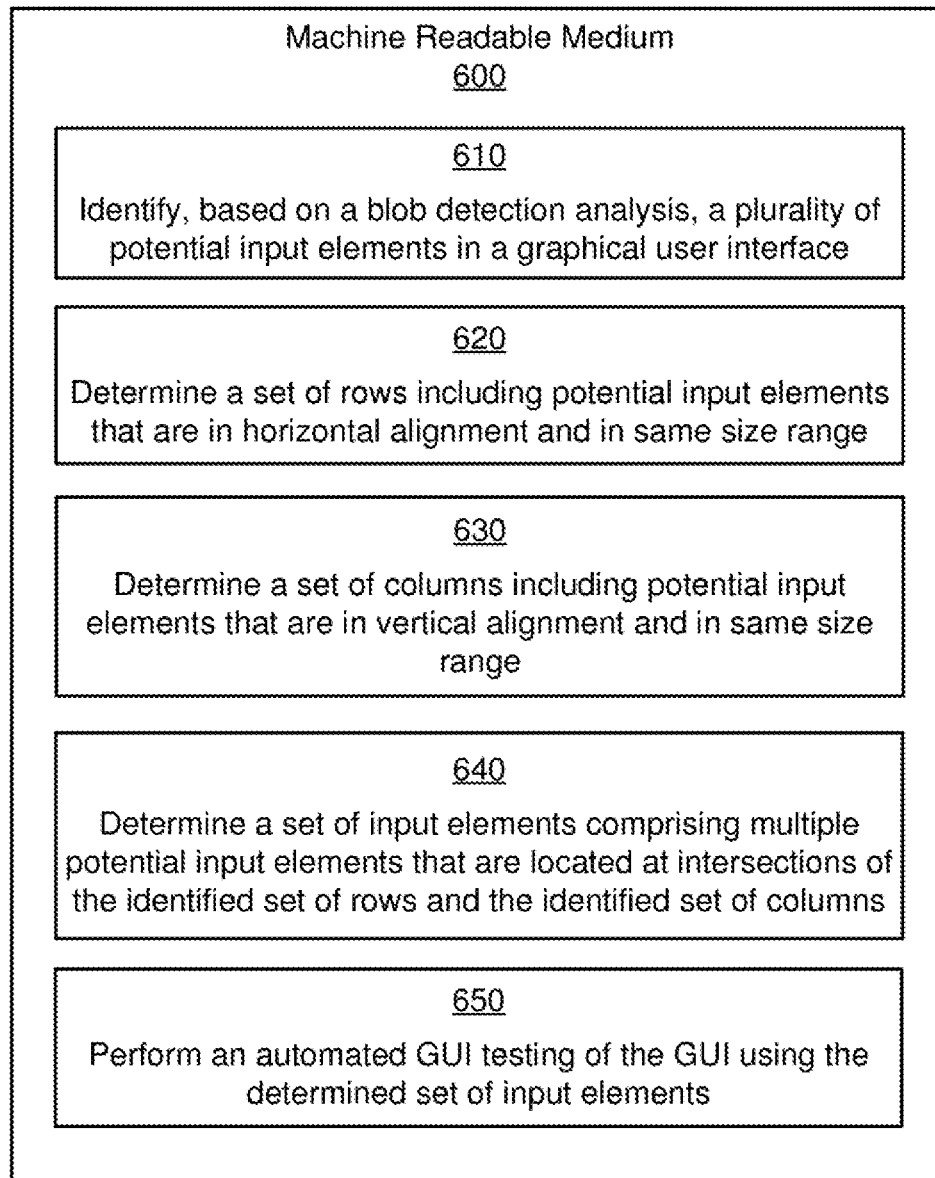 Machine Readable Medium
600
610
Identify, based on a blob detection analysis, a plurality of
potential input elements in a graphical user interface
620
Determine a set of rows including potential input elements
that are in horizontal alignment and in same size range
630
Determine a set of columns including potential input
elements that are in vertical alignment and in same size
range
640
Determine a set of input elements comprising multiple
potential input elements that are located at intersections of
the identified set of rows and the identified set of columns
650
Perform an automated GUI testing of the GUI using the
determined set of input elements